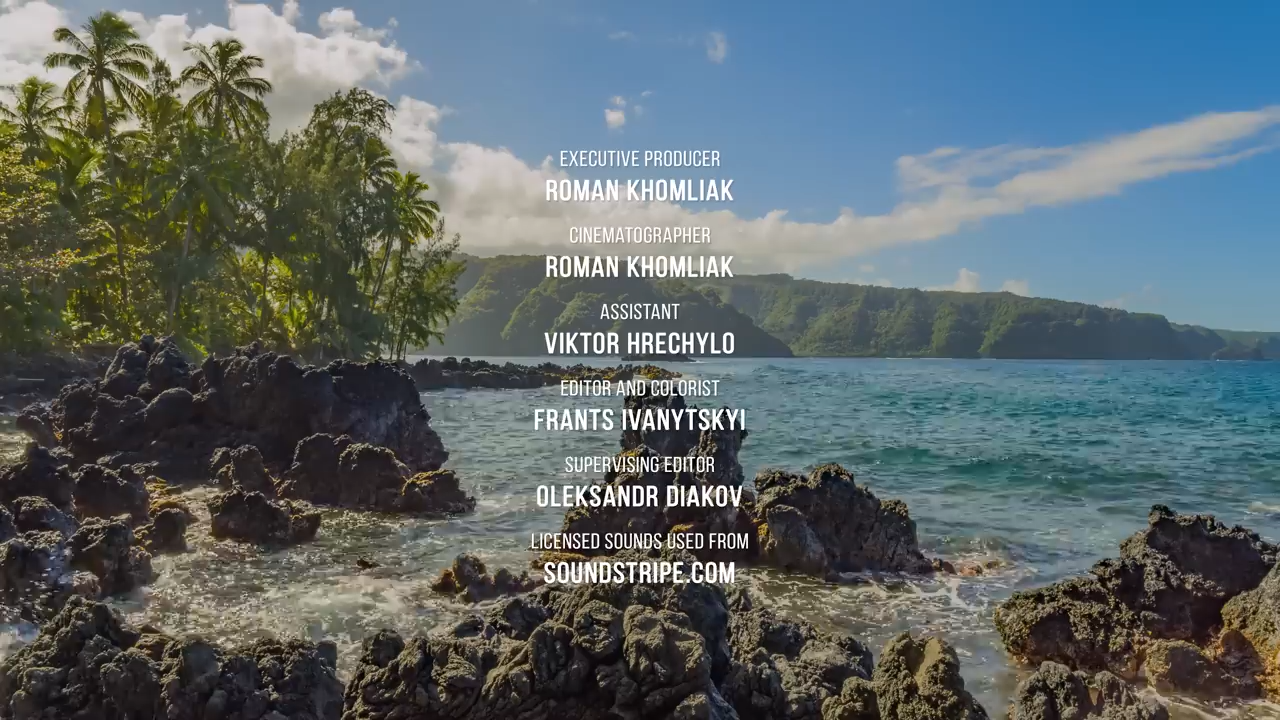 EXECUTIVE PRODUCER
ROMAN KHOMLIAK
CINEMATOGRAPHER
ROMAN KHOMLIAK
ASSISTANT
VIKTOR HRECHYLO
EDITOR AND COLORIST
FRANTS IVANYTSKYI
SUPERVISING EDITOR
OLEKSANDR DIAKOV
LICENSED SOUNDS USED FROM
SOUNDSTRIPE.COM